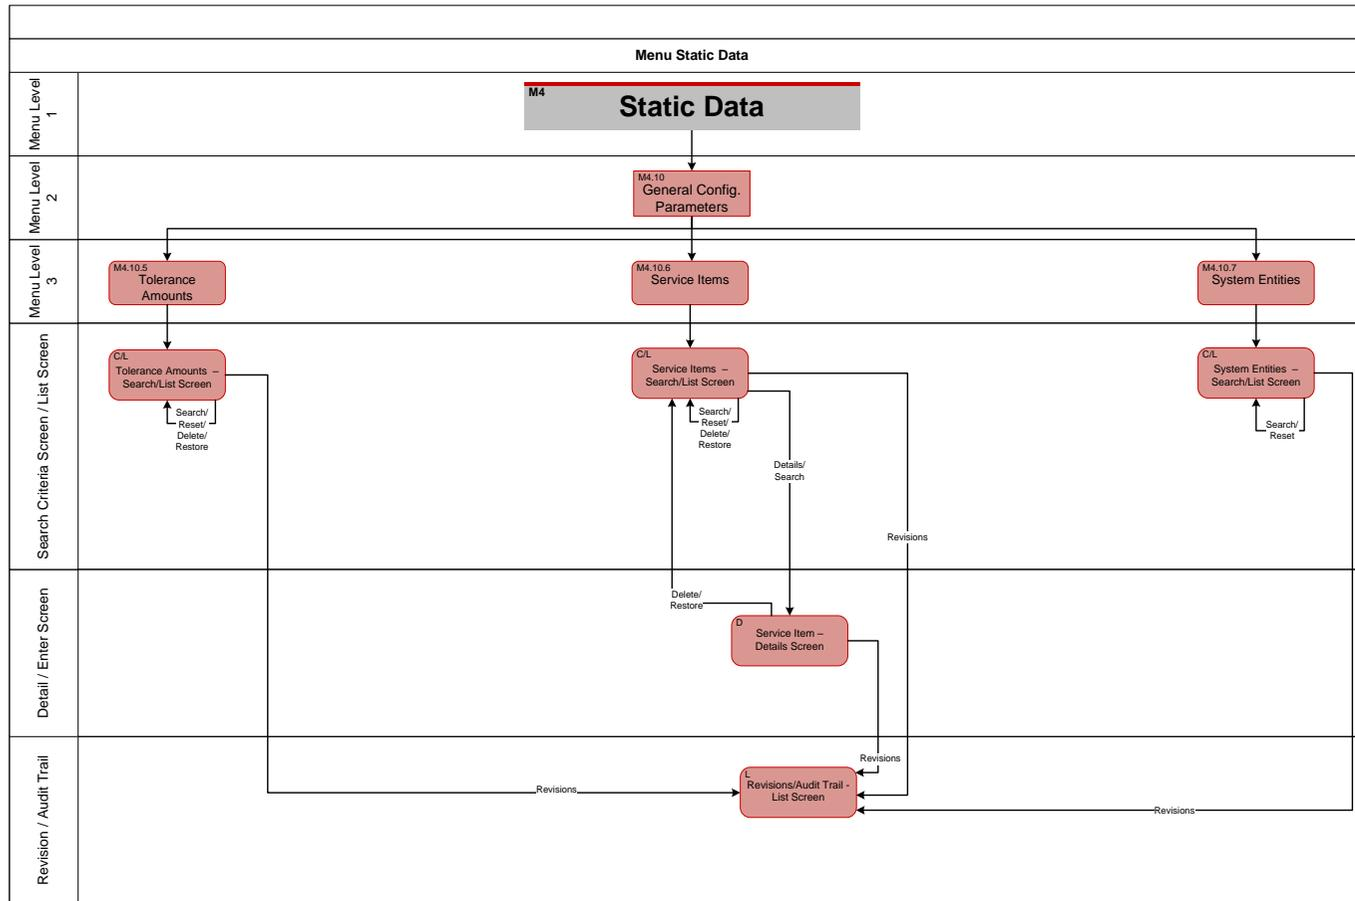 Menu Static Data
Menu Level
1
M4
Static Data
Menu Level
2
M4.10
General Config.
Parameters
Menu Level
3
M4.10.5
Tolerance
Amounts
M4.10.6
Service Items
M4.10.7
System Entities
Search Criteria Screen / List Screen
C/L
Tolerance Amounts –
Search/List Screen
Search/
Reset/
Delete/
Restore
C/L
Service Items –
Search/List Screen
Search/
Reset/
Delete/
Restore
Details/
Search
Revisions
C/L
System Entities –
Search/List Screen
Search/
Reset
Detail / Enter Screen
Delete/
Restore
D
Service Item –
Details Screen
Revision / Audit Trail
Revisions
Revisions
L
Revisions/Audit Trail -
List Screen
Revisions